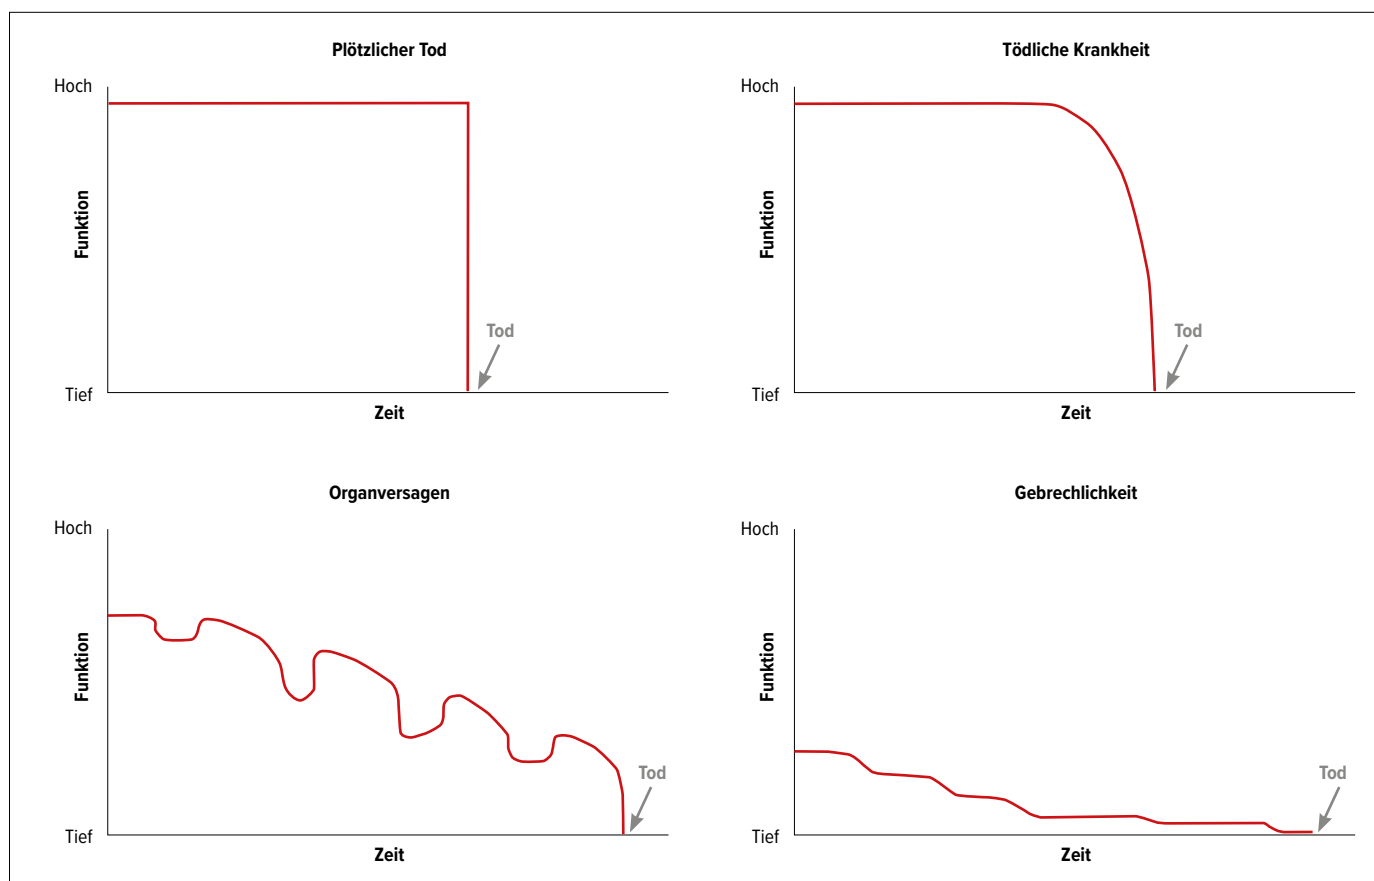 Plötzlicher Tod
Hoch
Funktion
Tod
Tief
Zeit
Tödliche Krankheit
Hoch
Funktion
Tod
Tief
Zeit
Organversagen
Hoch
Funktion
Tod
Tief
Zeit
Gebrechlichkeit
Hoch
Funktion
Tod
Tief
Zeit